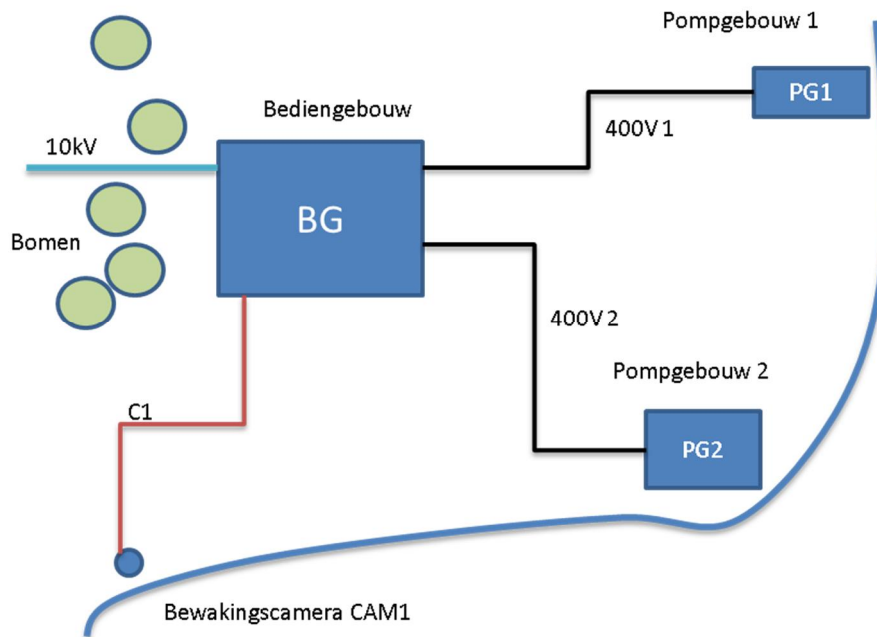 Pompgebouw 1
PG1
Bediengebouw
400V 1
10kV
BG
Bomen
400V 2
Pompgebouw 2
C1
PG2
Bewakingscamera CAM1